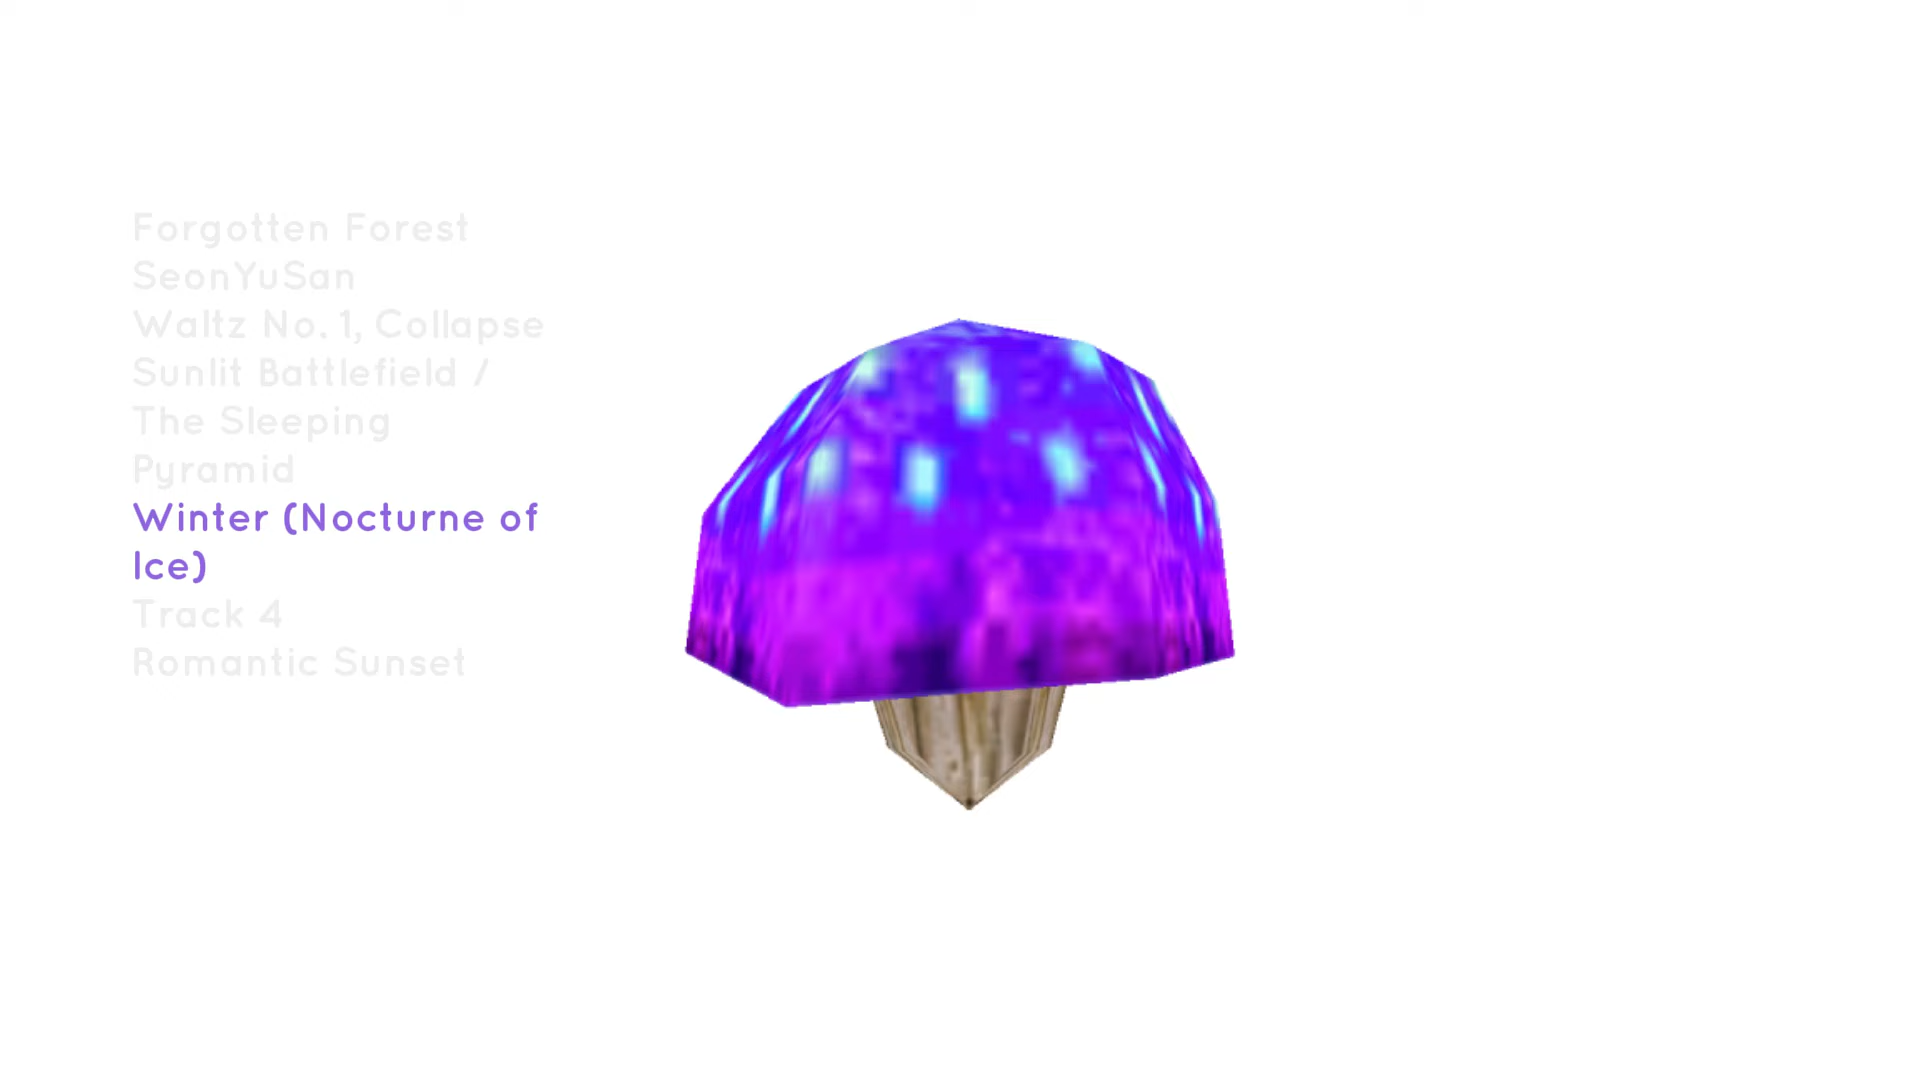 Forgotten Forest
SeonYuSan
Waltz No. 1, Collapse
Sunlit Battlefield /
The Sleeping
Pyramid
Winter (Nocturne of
Ice)
Track 4
Romantic Sunset